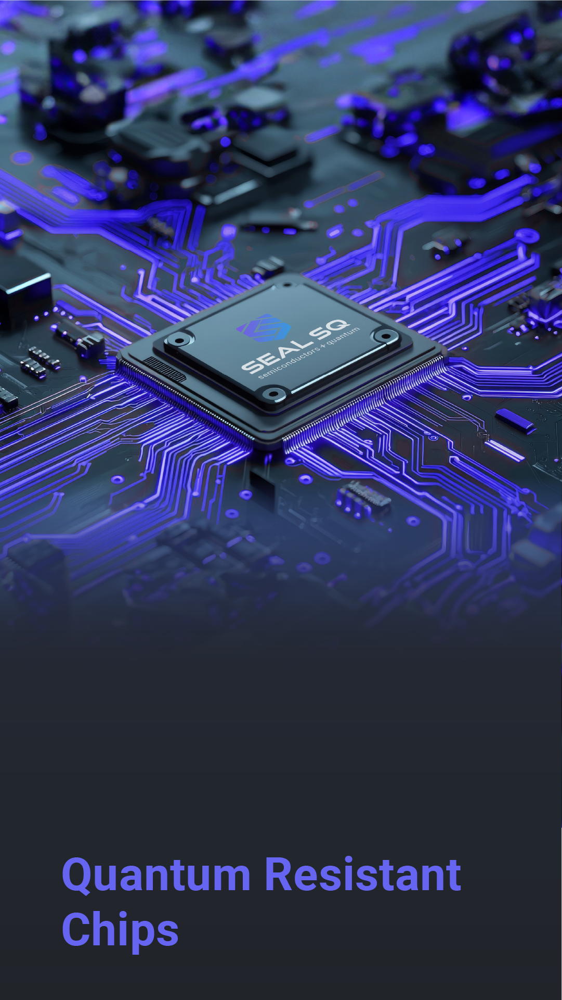 SEAL SQ
semiconductors+quantum
Quantum Resistant
Chips